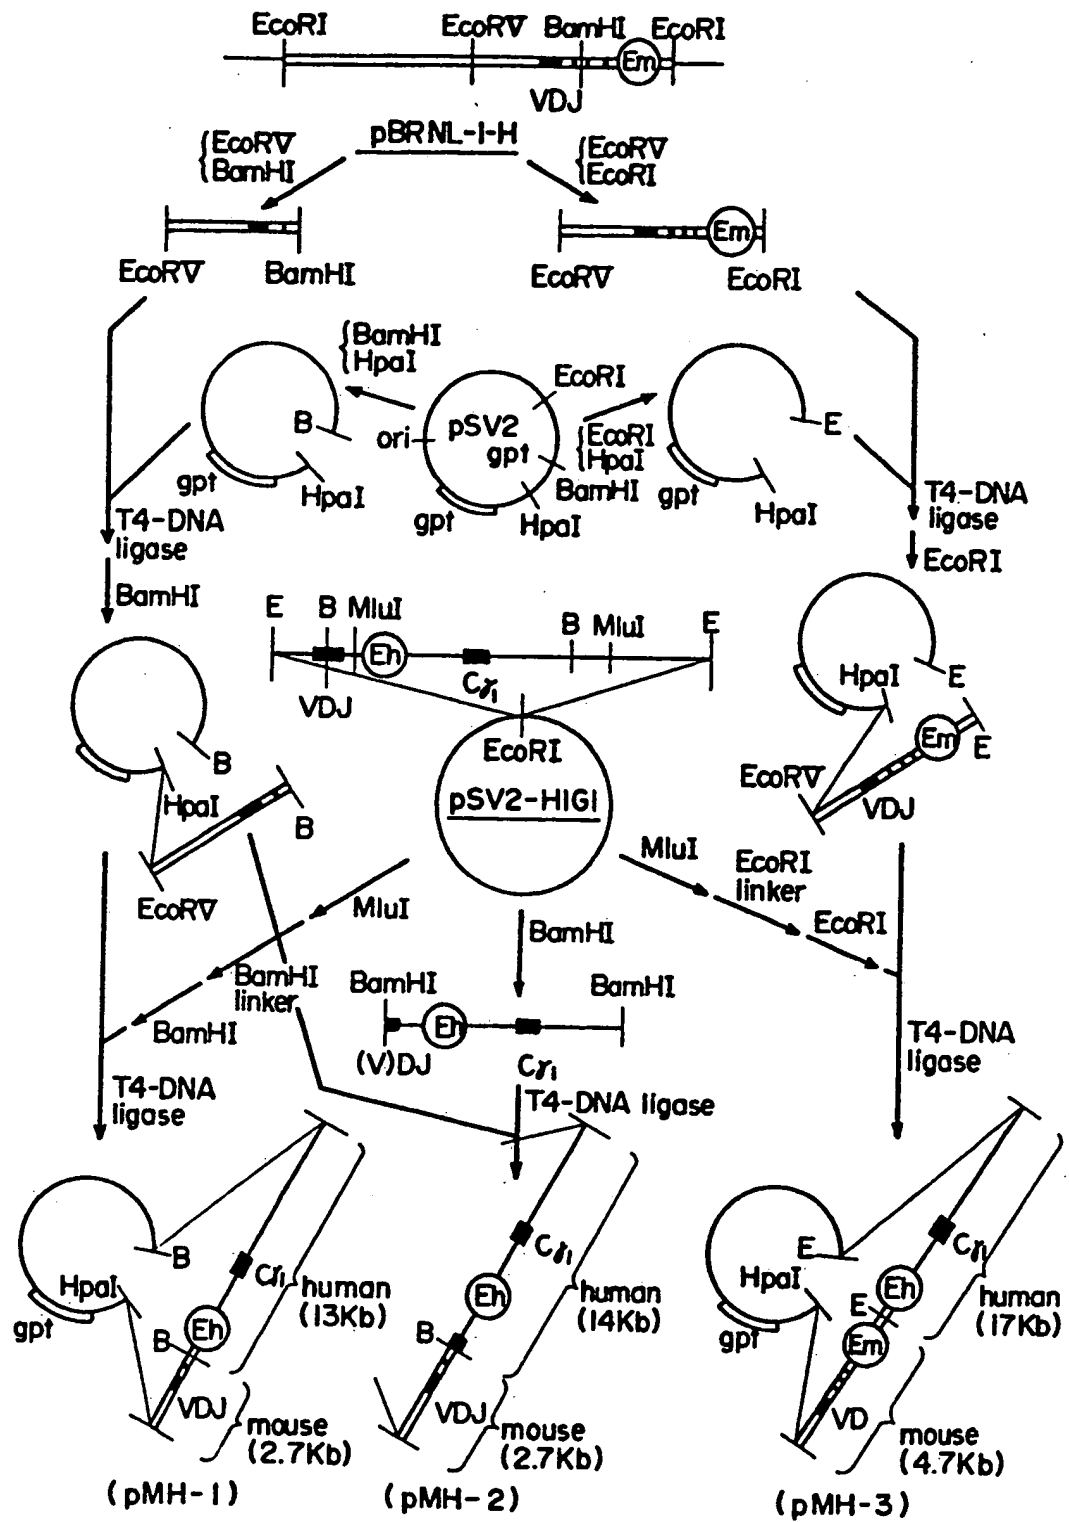 EcoRI EcoRV BamHI EcoRI
Em
VDJ
pBRNL-1-H
{EcoRV
{BamHI
{EcoRV
{EcoRI
EcoRV BamHI
Em
EcoRV EcoRI
{BamHI
{HpaI
B
gpt
HpaI
EcoRI
ori
pSV2
gpt
BamHI
gpt
HpaI
{EcoRI
{HpaI
E
gpt
HpaI
T4-DNA
ligase
BamHI
T4-DNA
ligase
EcoRI
E B MluI B MluI E
Eh
VDJ
Cγ1
EcoRI
pSV2-HIGI
B
HpaI
B
EcoRV
HpaI
E
Em
E
EcoRV
VDJ
MluI
BamHI
linker
BamHI
T4-DNA
ligase
BamHI
BamHI BamHI
Eh
(V)DJ
Cγ1
T4-DNA ligase
MluI
EcoRI
linker
EcoRI
T4-DNA
ligase
B
HpaI
gpt
Cγ1
Eh
B
VDJ
human
(13Kb)
mouse
(2.7Kb)
(pMH-1)
Cγ1
Eh
B
VDJ
human
(14Kb)
mouse
(2.7Kb)
(pMH-2)
E
HpaI
gpt
Cγ1
Eh
E
Em
VD
human
(17Kb)
mouse
(4.7Kb)
(pMH-3)